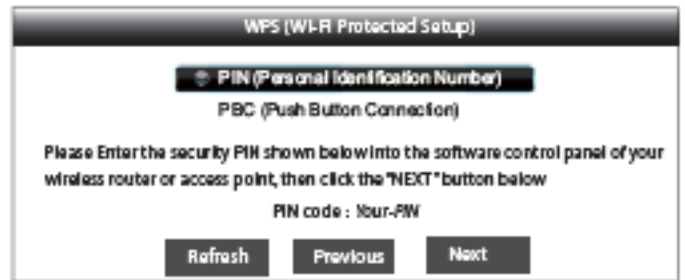 WPS (Wi-Fi Protected Setup)
PIN (Personal Identification Number)
PBC (Push Button Connection)
Please Enter the security PIN shown below into the software control panel of your
wireless router or access point, then click the "NEXT" button below
PIN code : Your-PIN
Refresh Previous Next